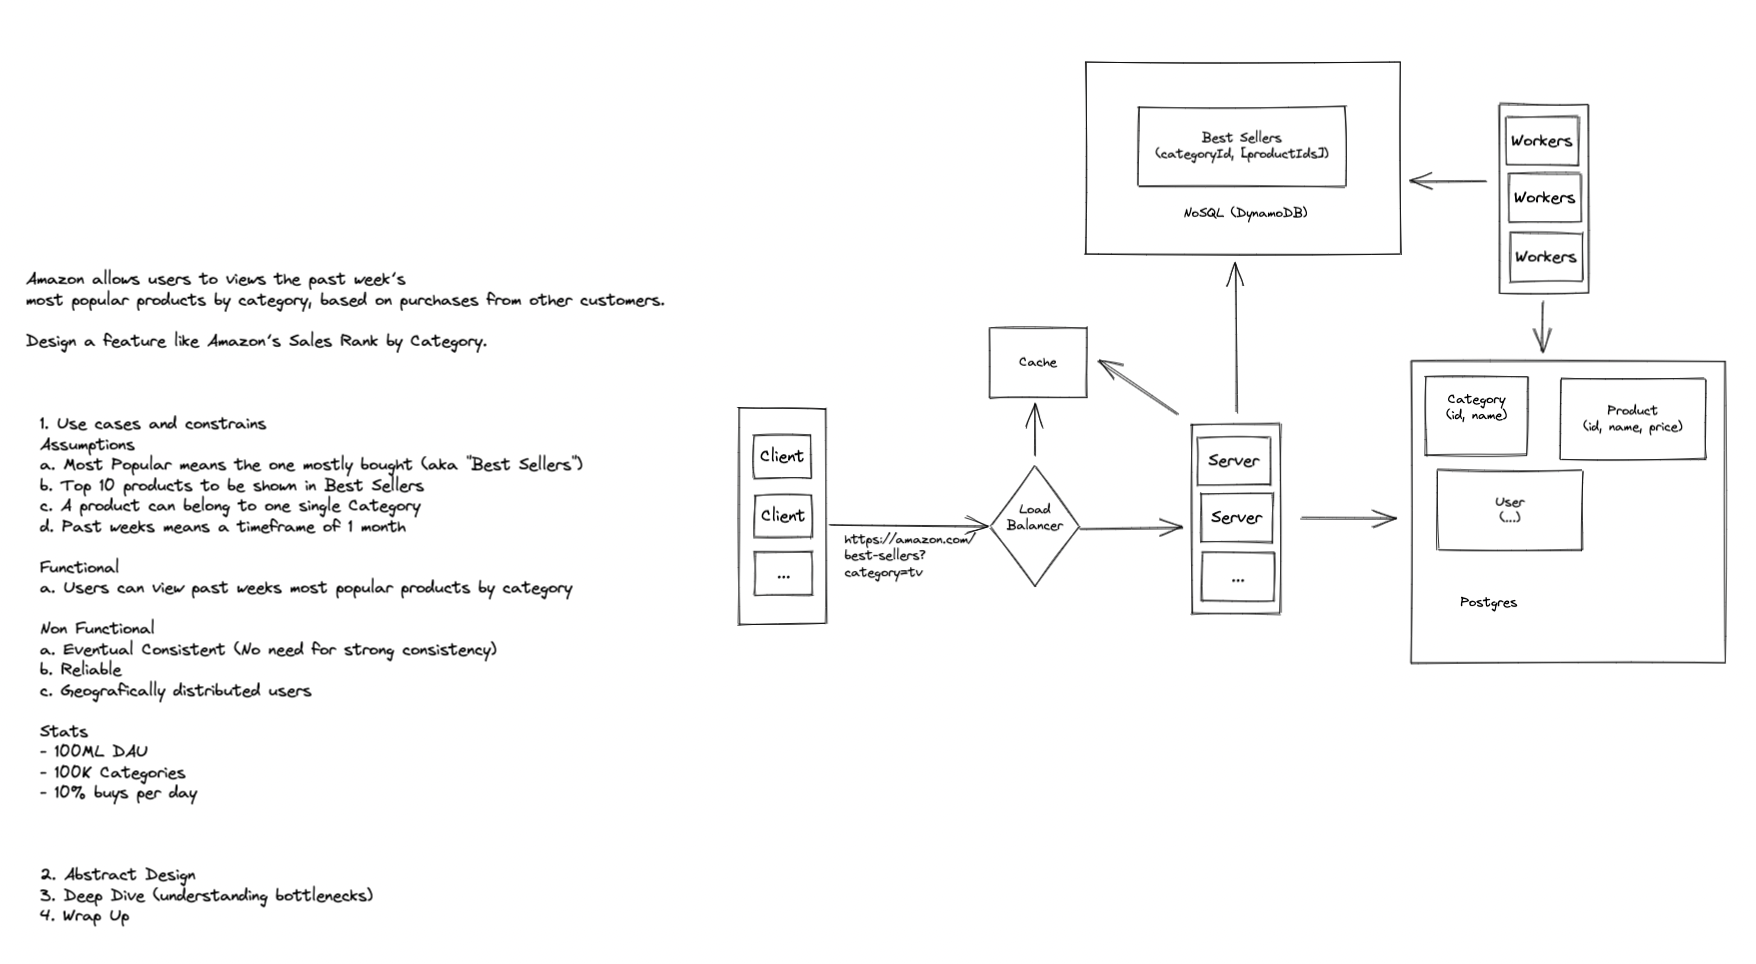 Amazon allows users to views the past week's
most popular products by category, based on purchases from other customers.
Design a feature like Amazon's Sales Rank by Category.
1. Use cases and constrains
Assumptions
a. Most Popular means the one mostly bought (aka "Best Sellers")
b. Top 10 products to be shown in Best Sellers
c. A product can belong to one single Category
d. Past weeks means a timeframe of 1 month
Functional
a. Users can view past weeks most popular products by category
Non Functional
a. Eventual Consistent (No need for strong consistency)
b. Reliable
c. Geografically distributed users
Stats
- 100ML DAU
- 100K Categories
- 10% buys per day
2. Abstract Design
3. Deep Dive (understanding bottlenecks)
4. Wrap Up
Client
Client
...
https://amazon.com/
best-sellers?
category=tv
Load
Balancer
Cache
Server
Server
...
Best Sellers
(categoryId, [productIds])
NoSQL (DynamoDB)
Workers
Workers
Workers
Category
(id, name)
Product
(id, name, price)
User
(...)
Postgres